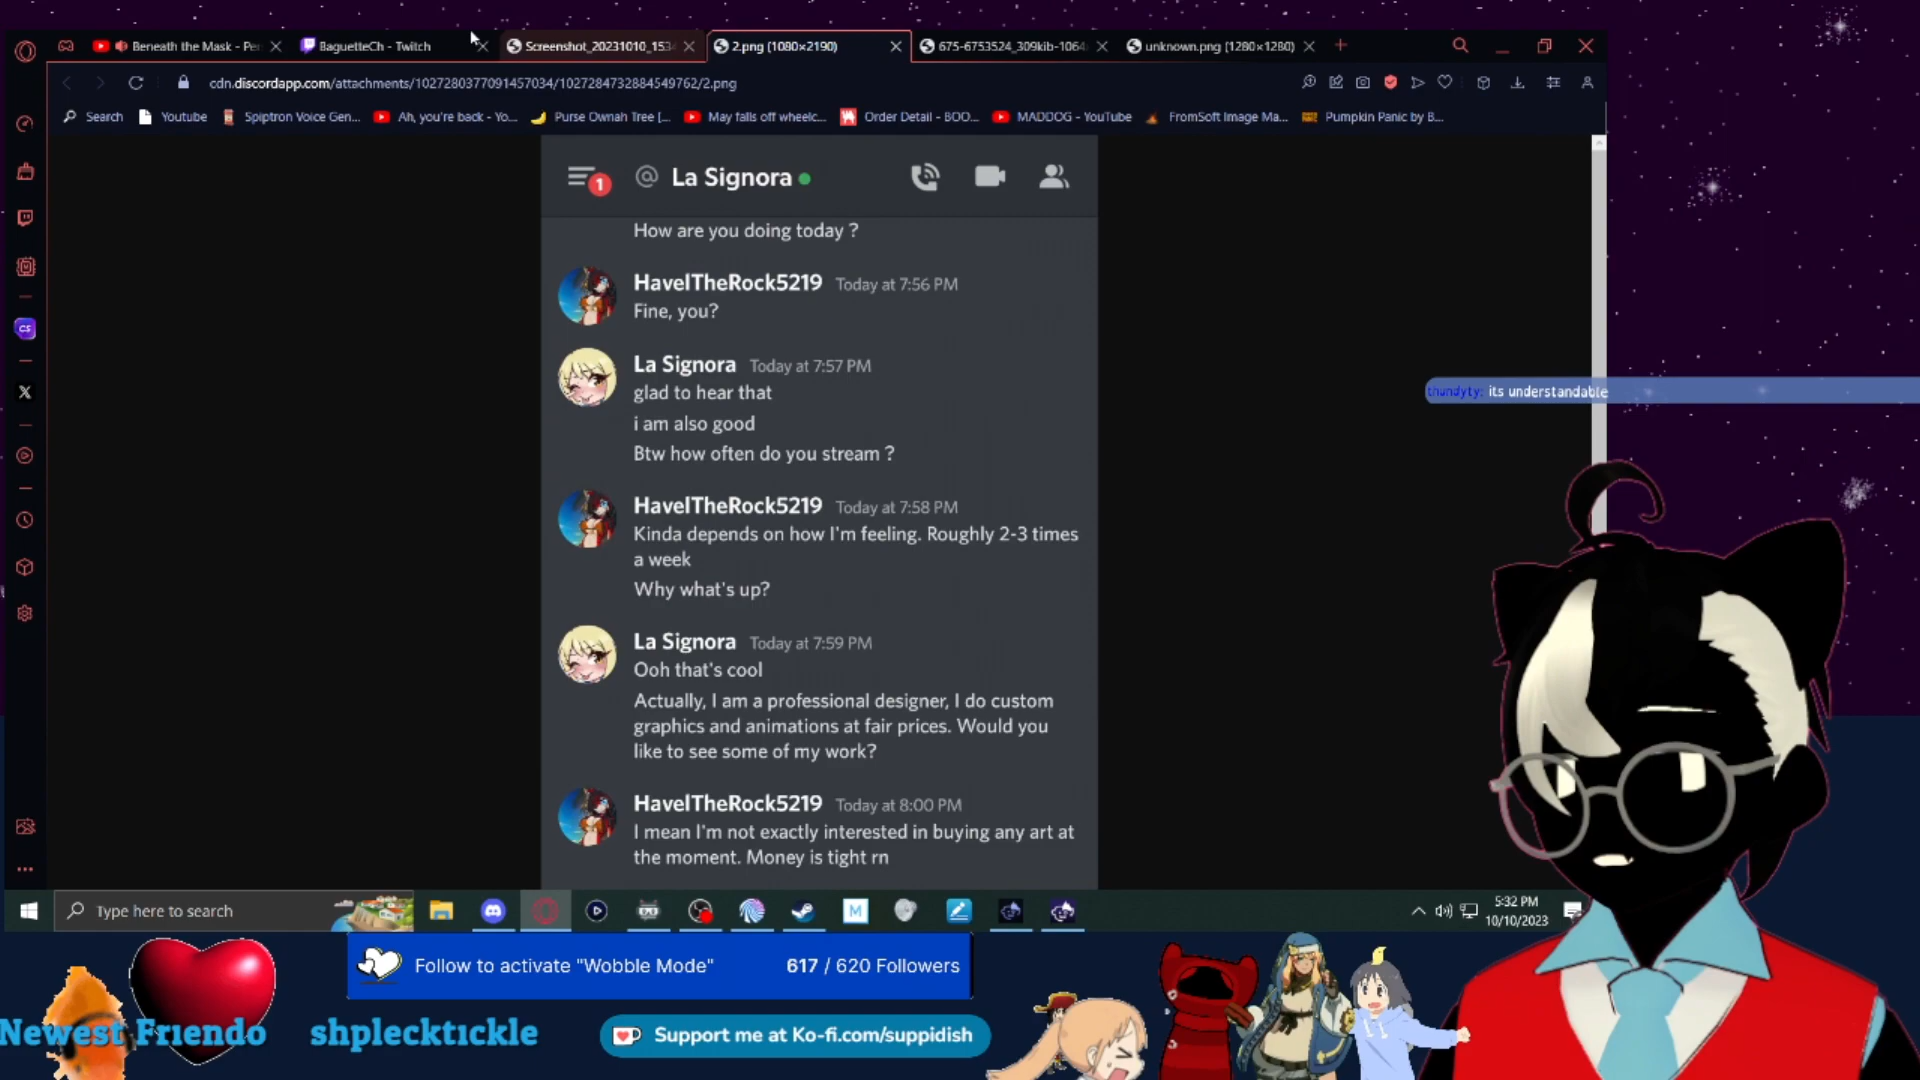 Beneath the Mask - Pe
BaguetteCh - Twitch
Screenshot_20231010_153
2.png (1080×2190)
675-6753524_309kib-1064
unknown.png (1280×1280)
cdn.discordapp.com/attachments/1027280377091457034/1027284732884549762/2.png
Search
Youtube
Spiptron Voice Gen...
Ah, you're back - Yo...
Purse Ownah Tree [...
May falls off wheelc...
Order Detail - BOO...
MADDOG - YouTube
FromSoft Image Ma...
Pumpkin Panic by B...
1
@ La Signora
How are you doing today ?
HavelTheRock5219 Today at 7:56 PM
Fine, you?
La Signora Today at 7:57 PM
glad to hear that
i am also good
Btw how often do you stream ?
HavelTheRock5219 Today at 7:58 PM
Kinda depends on how I'm feeling. Roughly 2-3 times
a week
Why what's up?
La Signora Today at 7:59 PM
Ooh that's cool
Actually, I am a professional designer, I do custom
graphics and animations at fair prices. Would you
like to see some of my work?
HavelTheRock5219 Today at 8:00 PM
I mean I'm not exactly interested in buying any art at
the moment. Money is tight rn
thundyty: its understandable
CS
Type here to search
M
5:32 PM
10/10/2023
Follow to activate "Wobble Mode"
617 / 620 Followers
Newest Friendo
shplecktickle
Support me at Ko-fi.com/suppidish